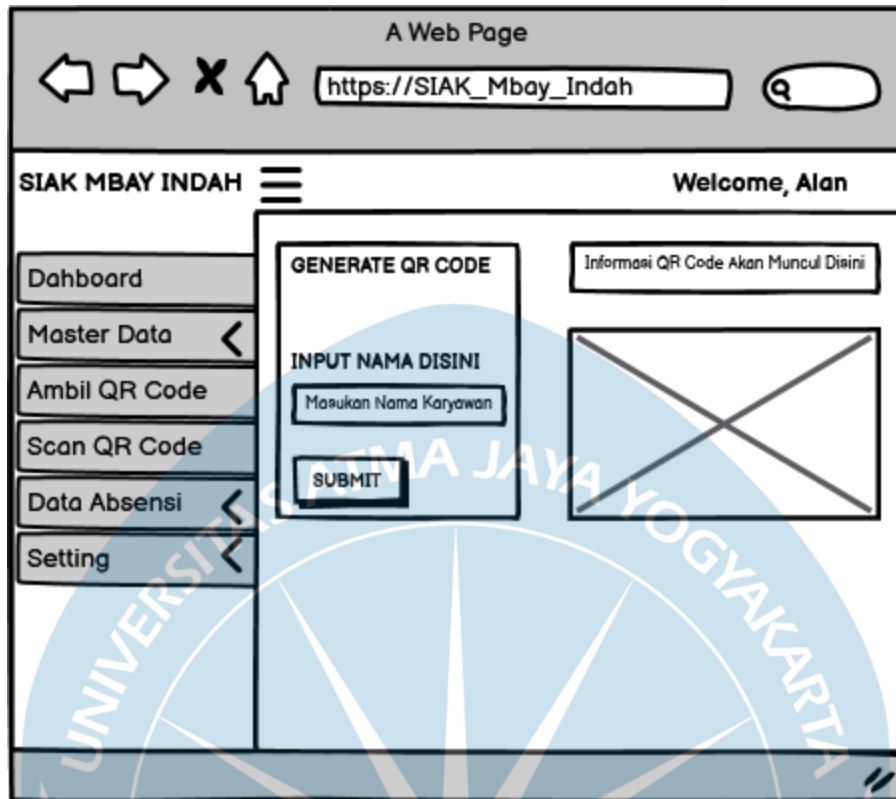 A Web Page
https://SIAK_Mbay_Indah
SIAK MBAY INDAH
Welcome, Alan
Dahboard
Master Data
Ambil QR Code
Scan QR Code
Data Absensi
Setting
GENERATE QR CODE
INPUT NAMA DISINI
Masukan Nama Karyawan
SUBMIT
Informasi QR Code Akan Muncul Disini
UNIVERSITAS ATMA JAYA YOGYAKARTA